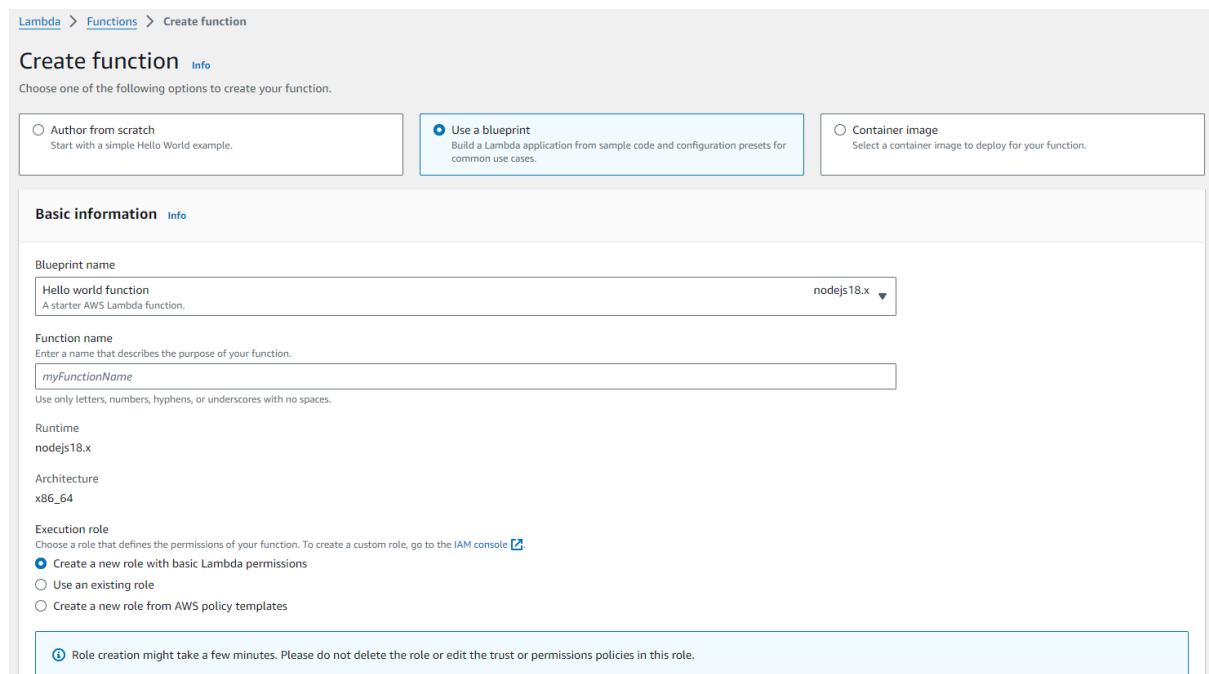 Lambda > Functions > Create function
Create function Info
Choose one of the following options to create your function.
Author from scratch
Start with a simple Hello World example.
Use a blueprint
Build a Lambda application from sample code and configuration presets for
common use cases.
Container image
Select a container image to deploy for your function.
Basic information Info
Blueprint name
Hello world function nodejs18.x
A starter AWS Lambda function.
Function name
Enter a name that describes the purpose of your function.
myFunctionName
Use only letters, numbers, hyphens, or underscores with no spaces.
Runtime
nodejs18.x
Architecture
x86_64
Execution role
Choose a role that defines the permissions of your function. To create a custom role, go to the IAM console.
Create a new role with basic Lambda permissions
Use an existing role
Create a new role from AWS policy templates
Role creation might take a few minutes. Please do not delete the role or edit the trust or permissions policies in this role.